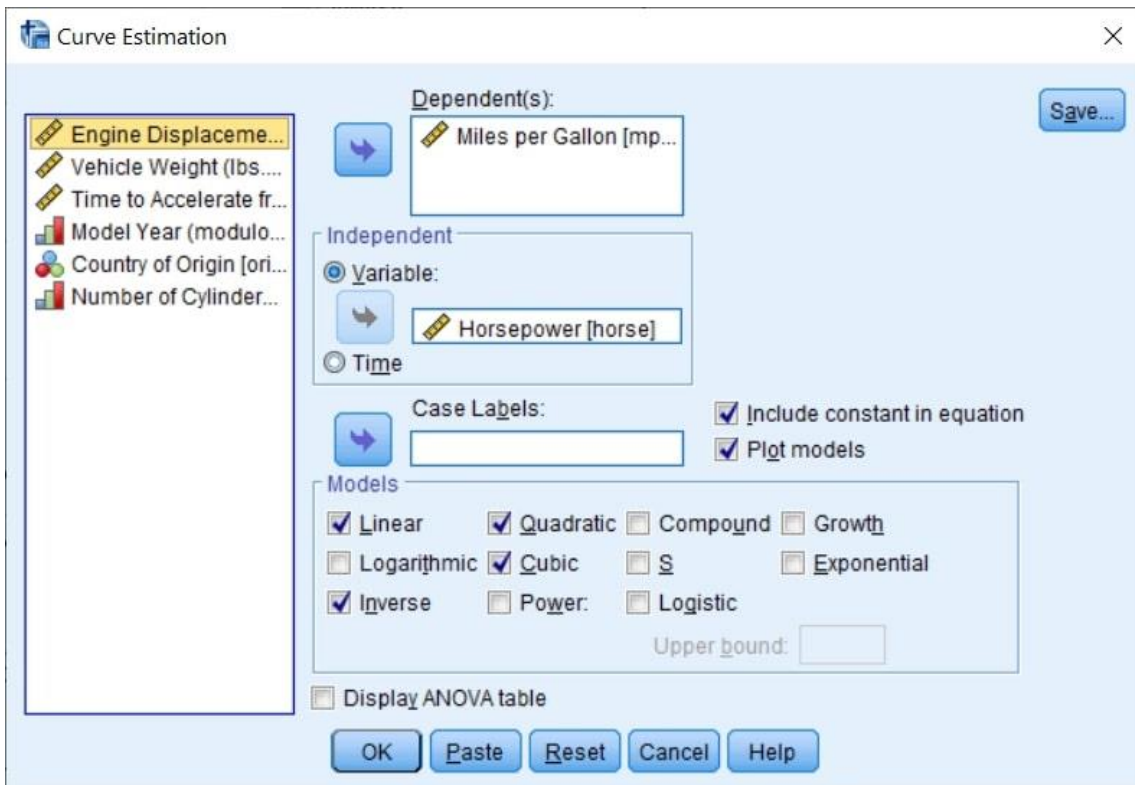 Curve Estimation
Dependent(s):
Save...
Engine Displaceme...
Vehicle Weight (lbs....
Time to Accelerate fr...
Model Year (modulo...
Country of Origin [ori...
Number of Cylinder...
Miles per Gallon [mp...
Independent
Variable:
Horsepower [horse]
Time
Case Labels:
Include constant in equation
Plot models
Models
Linear Quadratic Compound Growth
Logarithmic Cubic S Exponential
Inverse Power: Logistic
Upper bound:
Display ANOVA table
OK Paste Reset Cancel Help